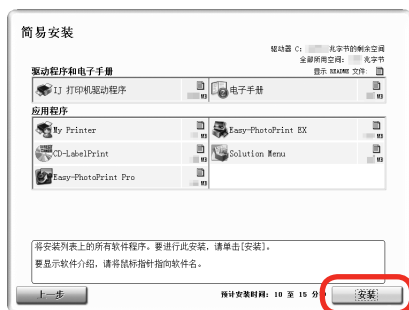 简易安装
驱动器 C: 兆字节的剩余空间
全部所用空间: 兆字节
驱动程序和电子手册 显示 README 文件:
IJ 打印机驱动程序 MB 电子手册 MB
应用程序
My Printer MB Easy-PhotoPrint EX MB
CD-LabelPrint MB Solution Menu MB
Easy-PhotoPrint Pro MB
将安装列表上的所有软件程序。要进行此安装，请单击[安装]。
要显示软件介绍，请将鼠标指针指向软件名。
上一步 预计安装时间: 10 至 15 分 安装